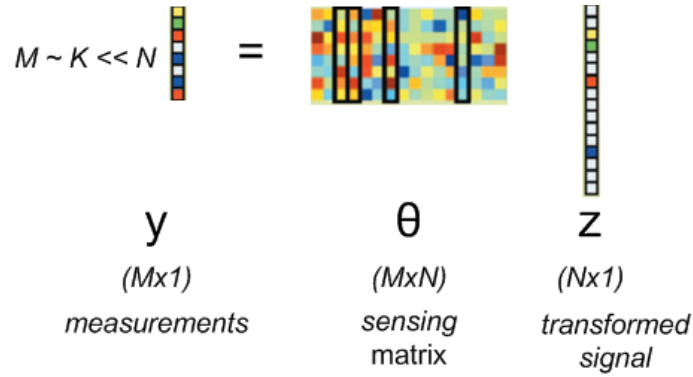 M ~ K << N =
y θ z
(Mx1) (MxN) (Nx1)
measurements sensing transformed
matrix signal